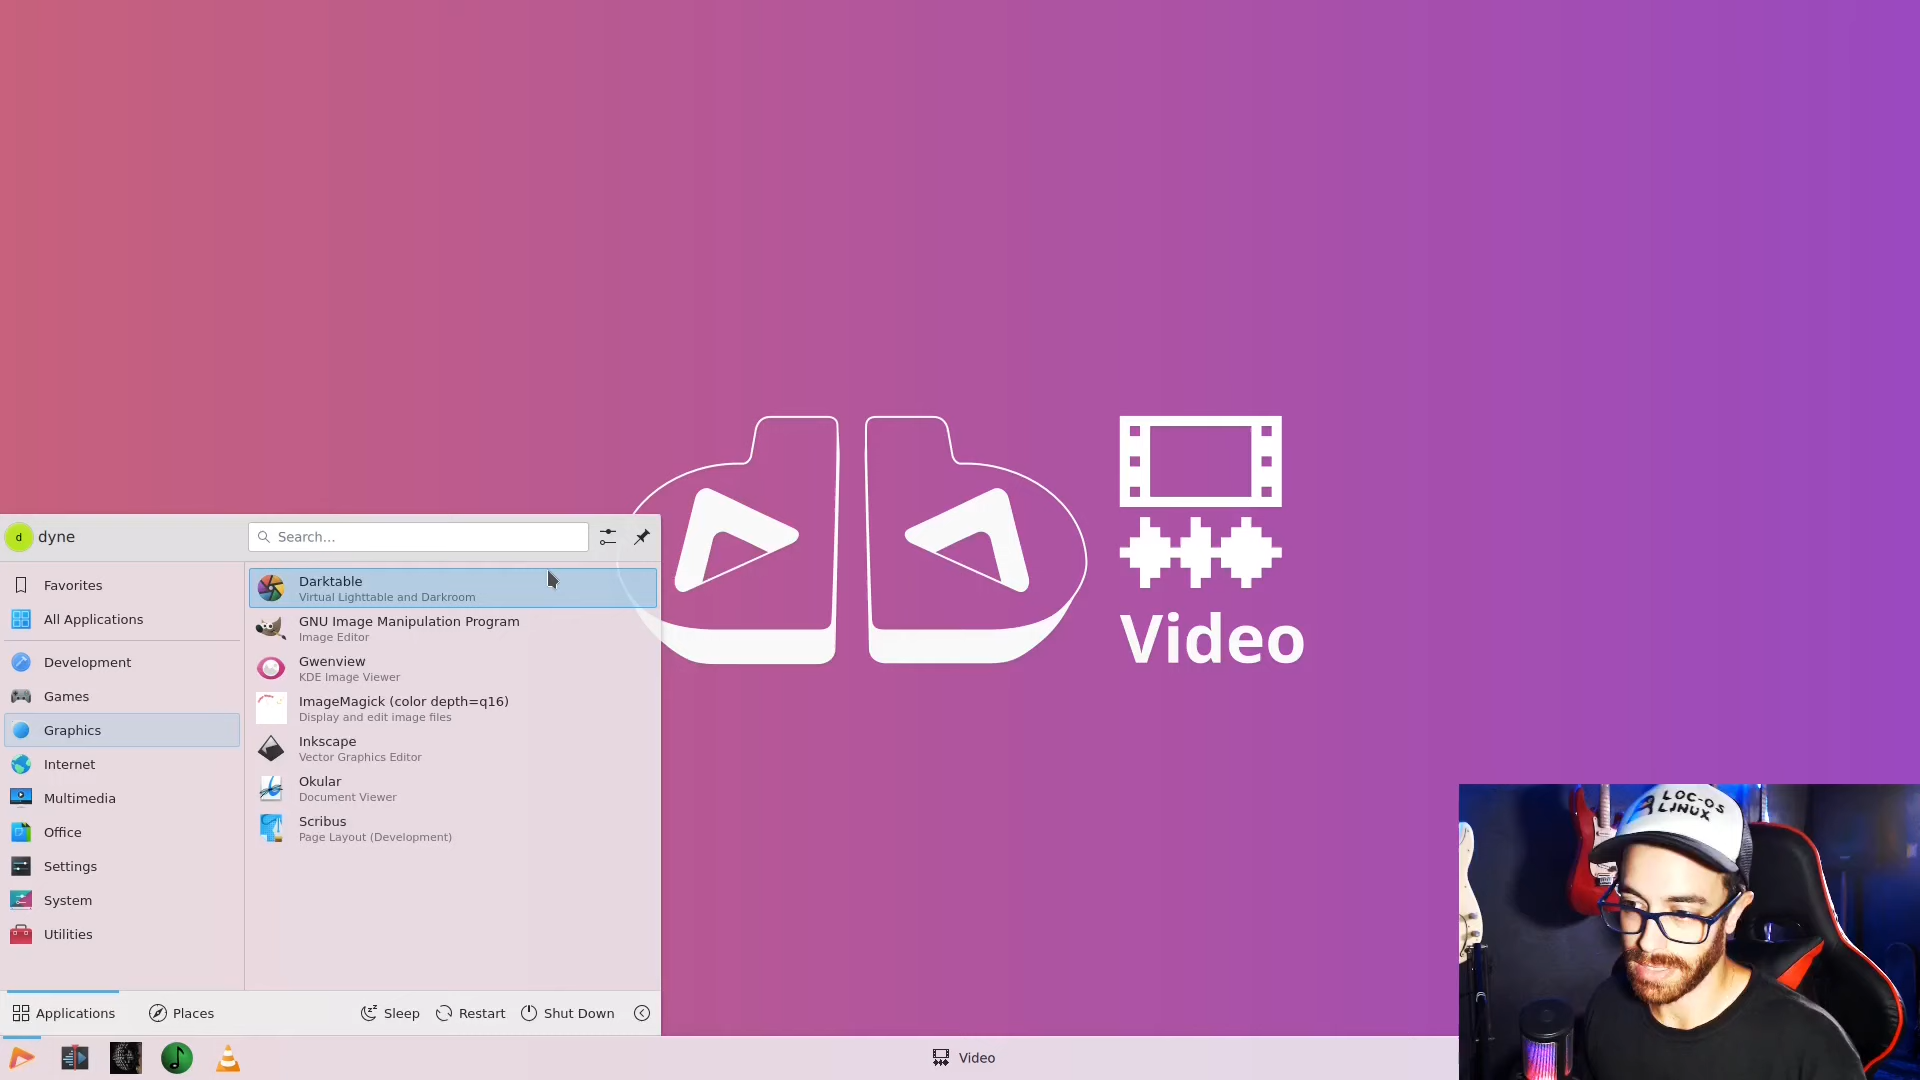 Video
d
dyne
Search...
Favorites
All Applications
Development
Games
Graphics
Internet
Multimedia
Office
Settings
System
Utilities
Darktable
Virtual Lighttable and Darkroom
GNU Image Manipulation Program
Image Editor
Gwenview
KDE Image Viewer
ImageMagick (color depth=q16)
Display and edit image files
Inkscape
Vector Graphics Editor
Okular
Document Viewer
Scribus
Page Layout (Development)
Applications
Places
Sleep
Restart
Shut Down
Video
LOC-OS
LINUX